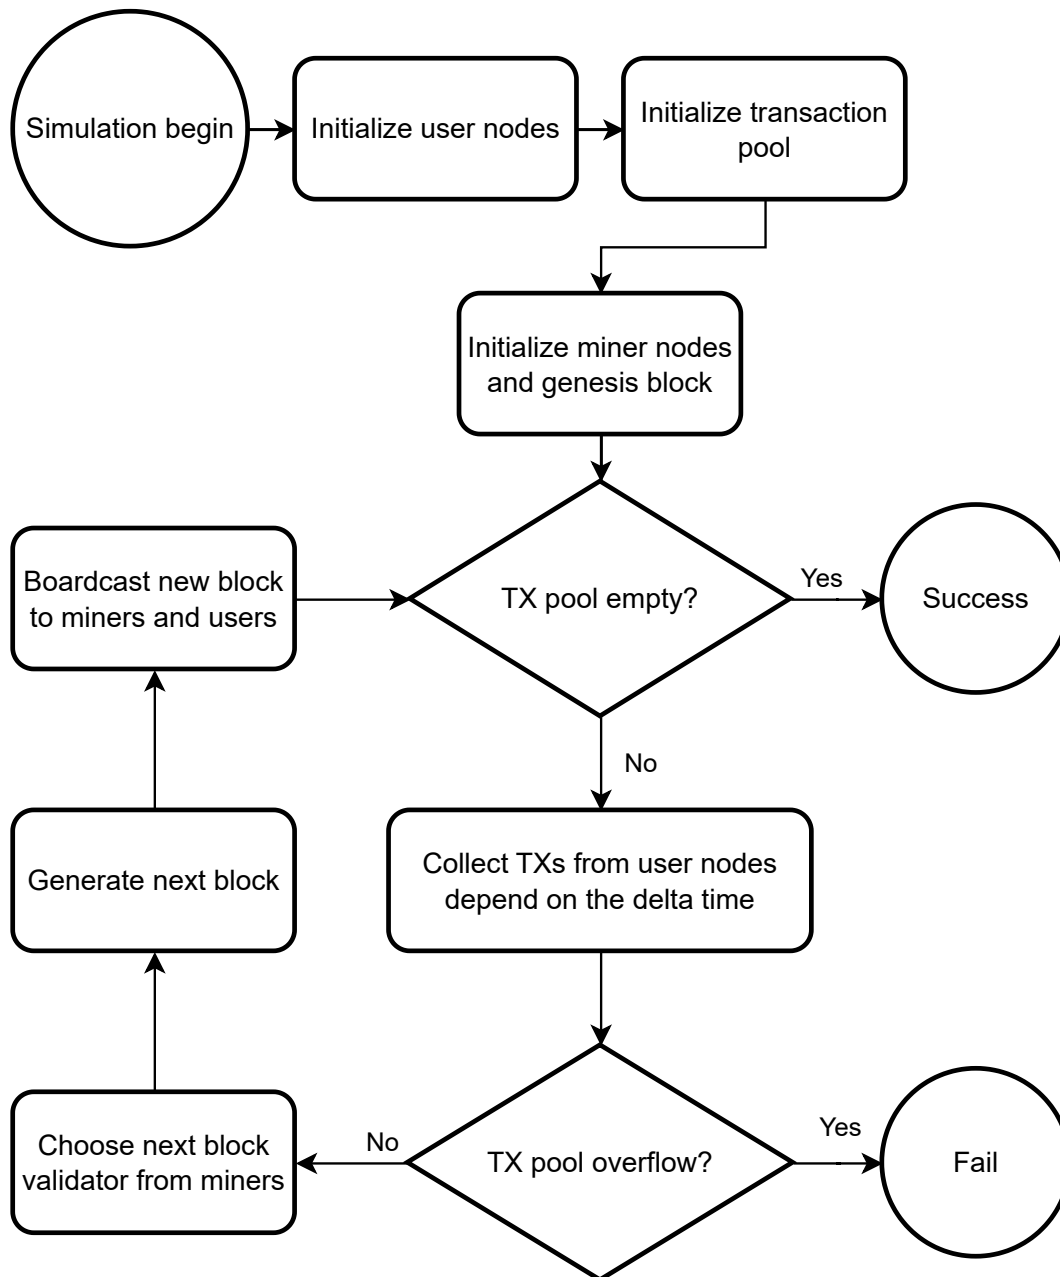 Simulation begin
Initialize user nodes
Initialize transaction
pool
Initialize miner nodes
and genesis block
Boardcast new block
to miners and users
TX pool empty?
Yes
Success
No
Generate next block
Collect TXs from user nodes
depend on the delta time
Choose next block
validator from miners
No
TX pool overflow?
Yes
Fail